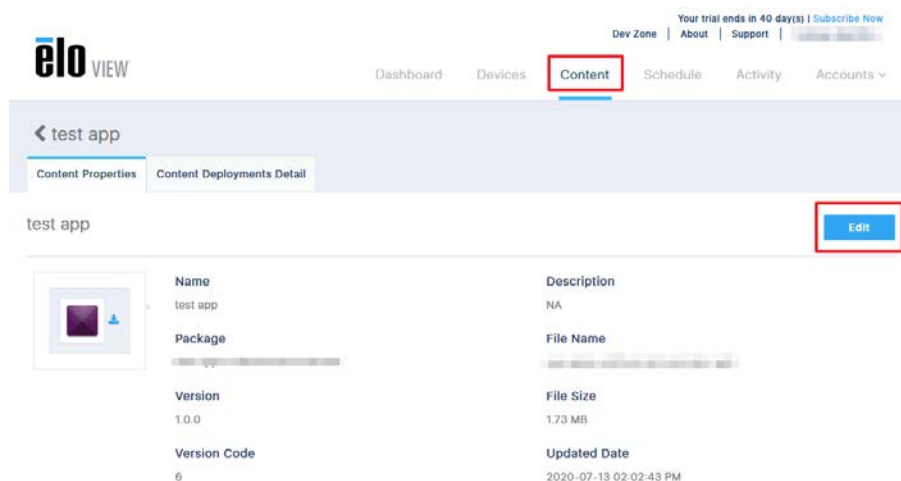 Your trial ends in 40 day(s) | Subscribe Now
Dev Zone | About | Support |
ēlo VIEW
Dashboard Devices Content Schedule Activity Accounts
test app
Content Properties Content Deployments Detail
test app
Edit
Name Description
test app NA
Package File Name
Version File Size
1.0.0 1.73 MB
Version Code Updated Date
6 2020-07-13 02:02:43 PM